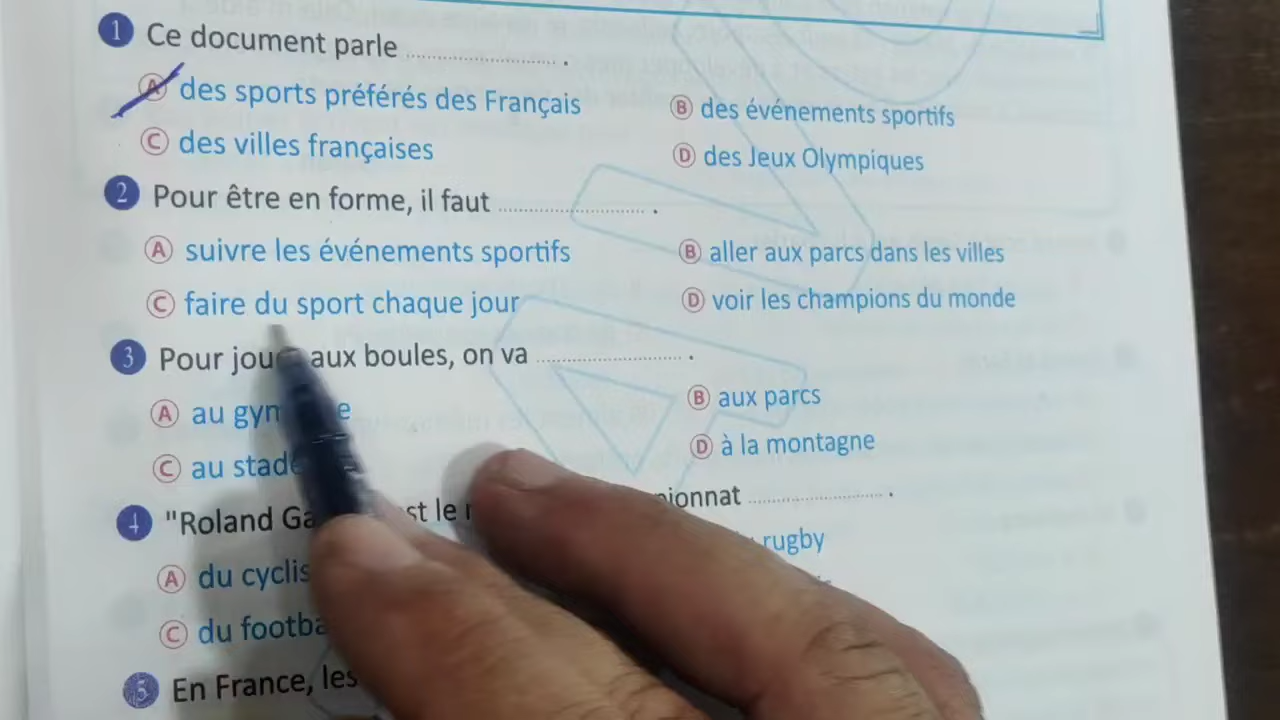 1 Ce document parle .................... .
A des sports préférés des Français B des événements sportifs
C des villes françaises D des Jeux Olympiques
2 Pour être en forme, il faut .................... .
A suivre les événements sportifs B aller aux parcs dans les villes
C faire du sport chaque jour D voir les champions du monde
3 Pour jou aux boules, on va .................... .
A au gym e B aux parcs
C au stade D à la montagne
4 "Roland Ga st le ionnat .................... .
A du cyclis rugby
C du footba
5 En France, les